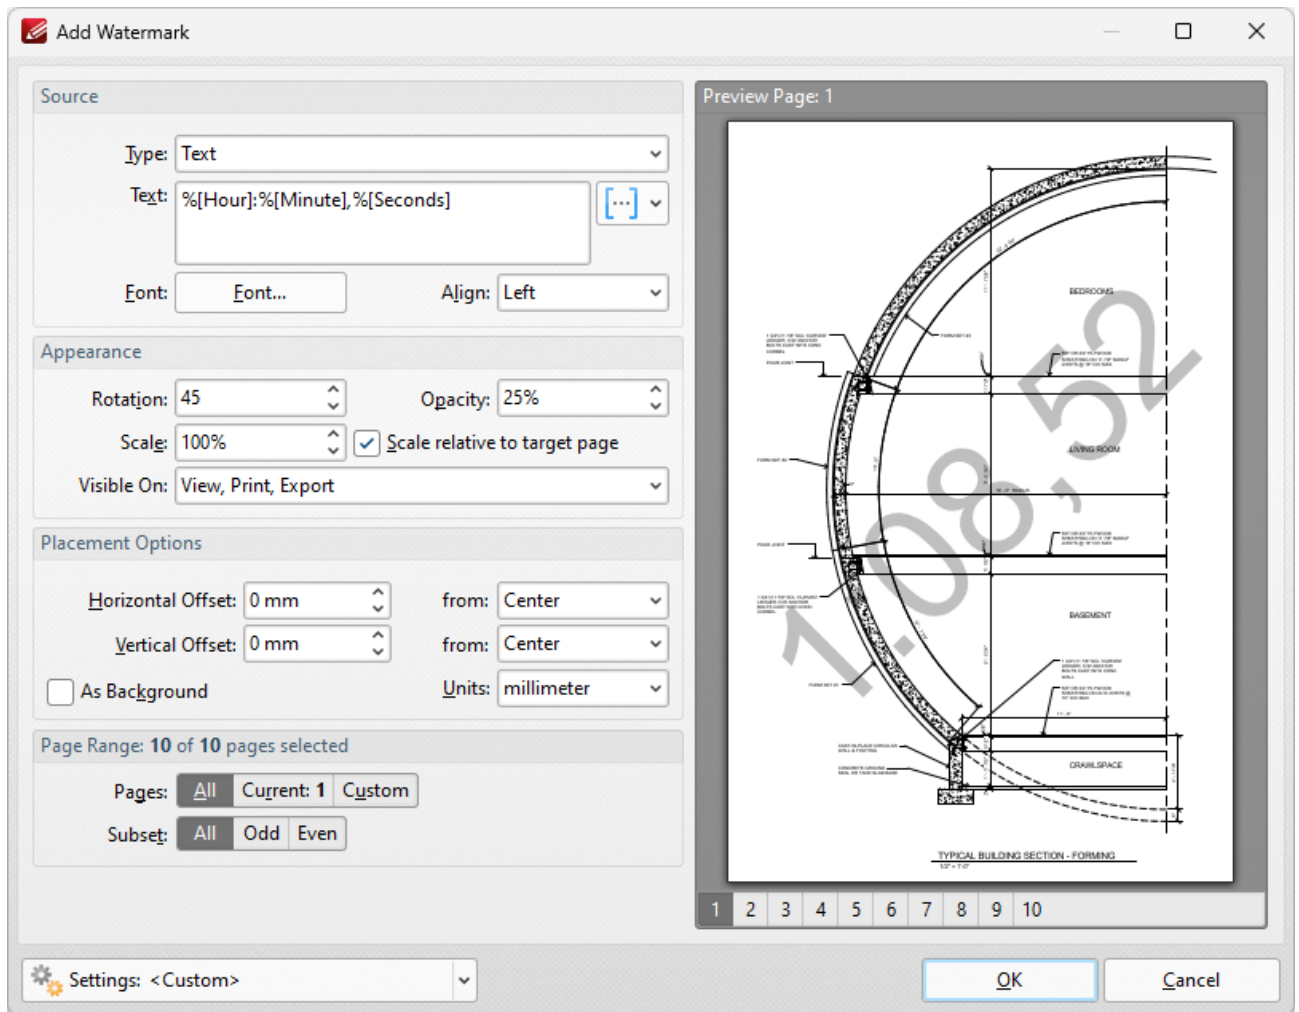 Add Watermark
Source
Type: Text
Text: %[Hour]:%[Minute],%[Seconds]
Font: Font... Align: Left
Appearance
Rotation: 45 Opacity: 25%
Scale: 100% Scale relative to target page
Visible On: View, Print, Export
Placement Options
Horizontal Offset: 0 mm from: Center
Vertical Offset: 0 mm from: Center
As Background Units: millimeter
Page Range: 10 of 10 pages selected
Pages: All Current: 1 Custom
Subset: All Odd Even
Preview Page: 1
BEDROOMS
LIVING ROOM
BASEMENT
CRAWLSPACE
1:08,52
TYPICAL BUILDING SECTION - FORMING
1 2 3 4 5 6 7 8 9 10
Settings: <Custom>
OK Cancel